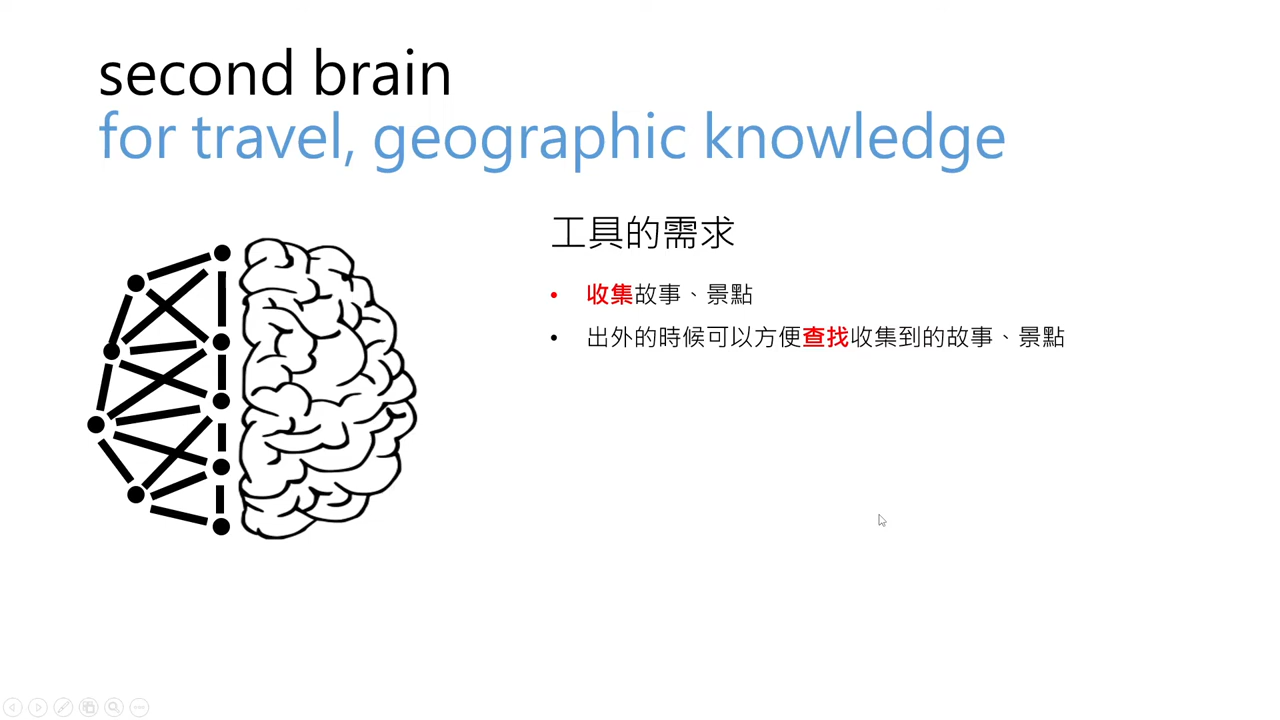 second brain
for travel, geographic knowledge
工具的需求
• 收集故事、景點
• 出外的時候可以方便查找收集到的故事、景點